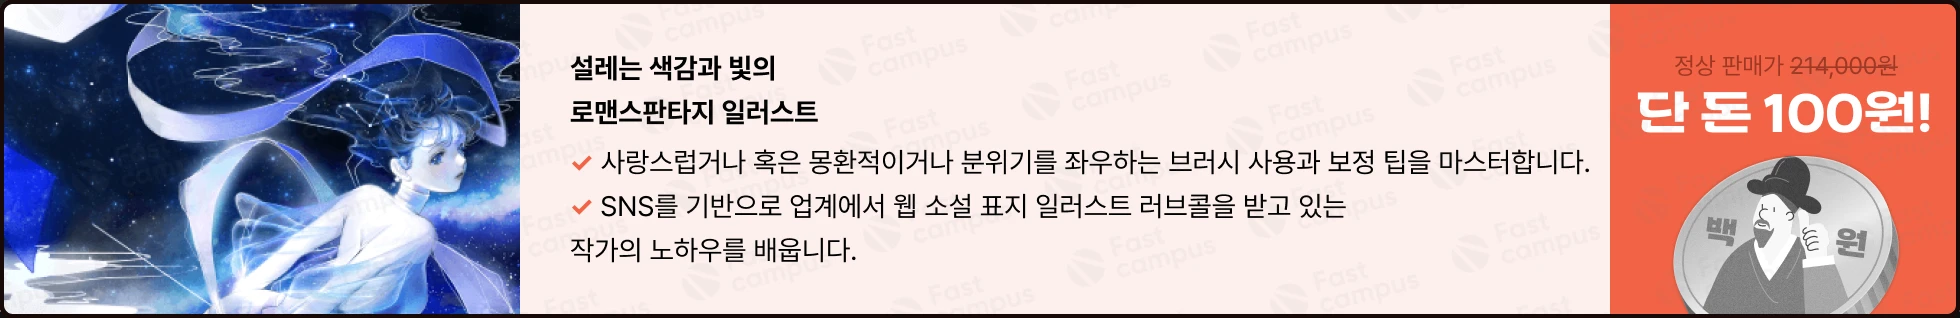 설레는 색감과 빛의
로맨스판타지 일러스트
사랑스럽거나 혹은 몽환적이거나 분위기를 좌우하는 브러시 사용과 보정 팁을 마스터합니다.
SNS를 기반으로 업계에서 웹 소설 표지 일러스트 러브콜을 받고 있는
작가의 노하우를 배웁니다.
정상 판매가 214,000원
단 돈 100원!
백 원
Fast campus